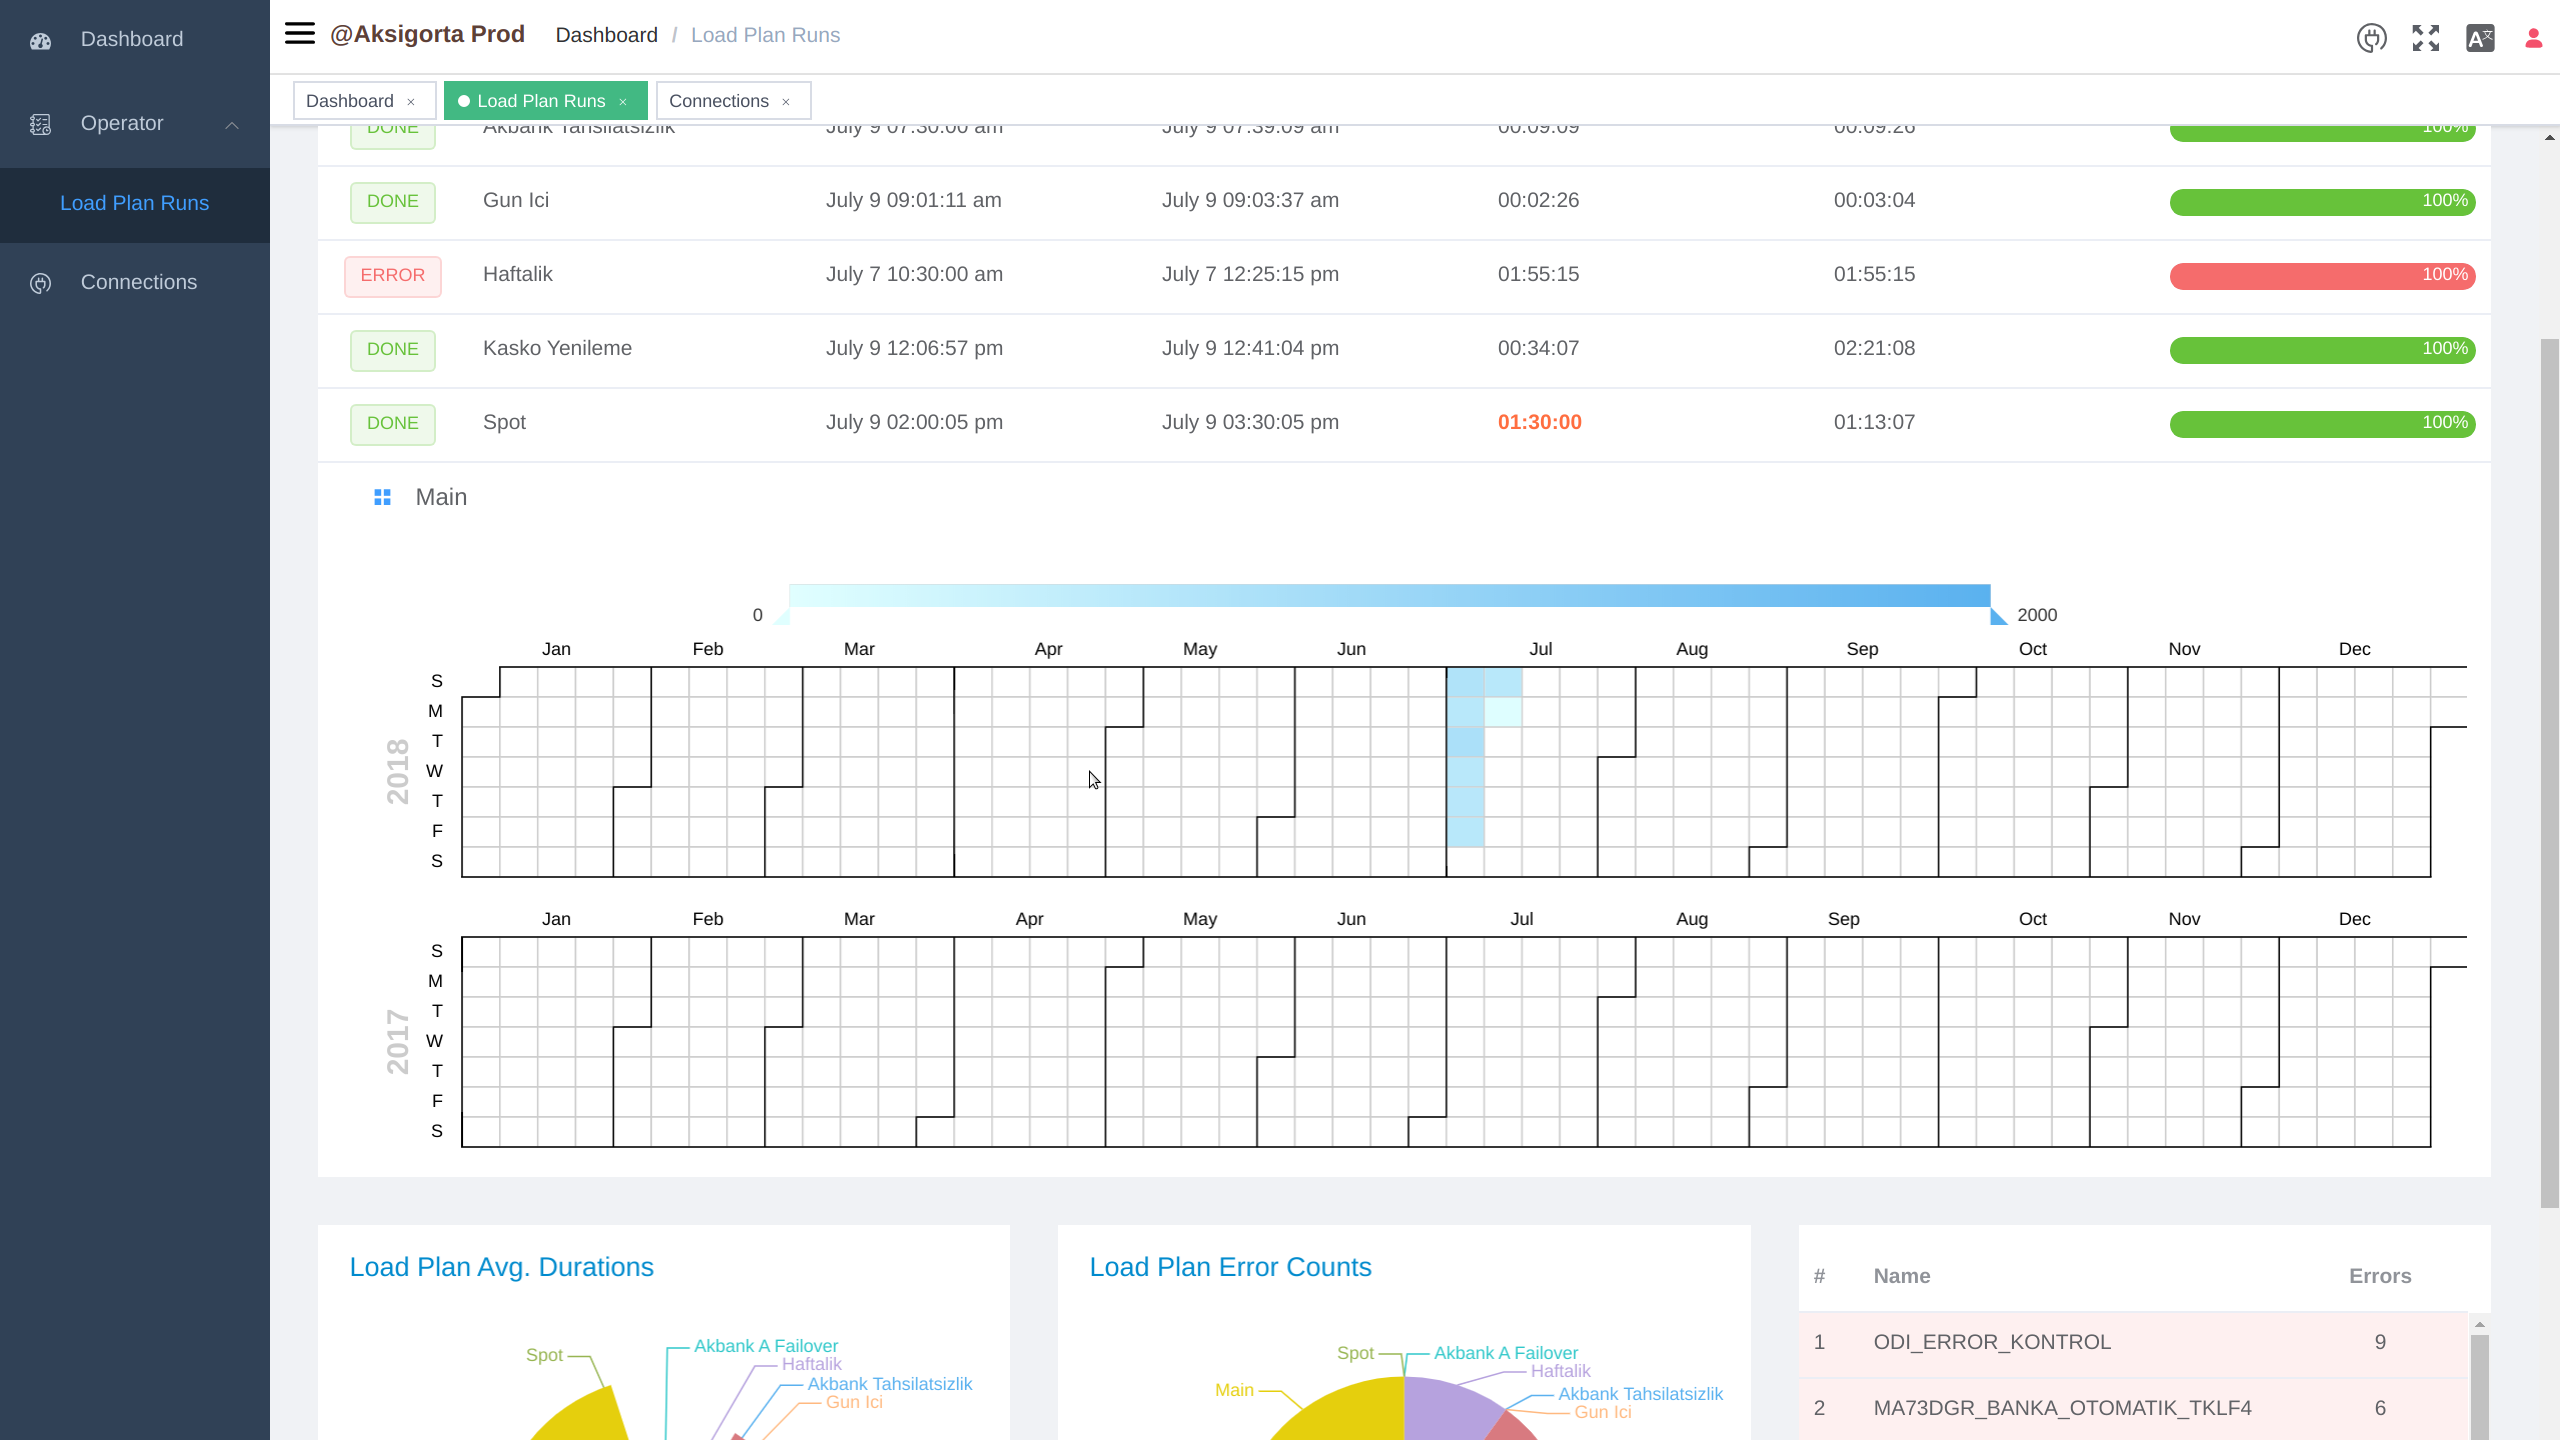 Dashboard
Operator
Load Plan Runs
Connections
@Aksigorta Prod Dashboard / Load Plan Runs
Dashboard × Load Plan Runs × Connections ×
DONE Akbank Tahsilatsizlik July 9 07:30:00 am July 9 07:39:09 am 00:09:09 00:09:26 100%
DONE Gun Ici July 9 09:01:11 am July 9 09:03:37 am 00:02:26 00:03:04 100%
ERROR Haftalik July 7 10:30:00 am July 7 12:25:15 pm 01:55:15 01:55:15 100%
DONE Kasko Yenileme July 9 12:06:57 pm July 9 12:41:04 pm 00:34:07 02:21:08 100%
DONE Spot July 9 02:00:05 pm July 9 03:30:05 pm 01:30:00 01:13:07 100%
Main
0 2000
Jan Feb Mar Apr May Jun Jul Aug Sep Oct Nov Dec
2018
S
M
T
W
T
F
S
Jan Feb Mar Apr May Jun Jul Aug Sep Oct Nov Dec
2017
S
M
T
W
T
F
S
Load Plan Avg. Durations
Spot
Akbank A Failover
Haftalik
Akbank Tahsilatsizlik
Gun Ici
Load Plan Error Counts
Spot
Main
Akbank A Failover
Haftalik
Akbank Tahsilatsizlik
Gun Ici
# Name Errors
1 ODI_ERROR_KONTROL 9
2 MA73DGR_BANKA_OTOMATIK_TKLF4 6